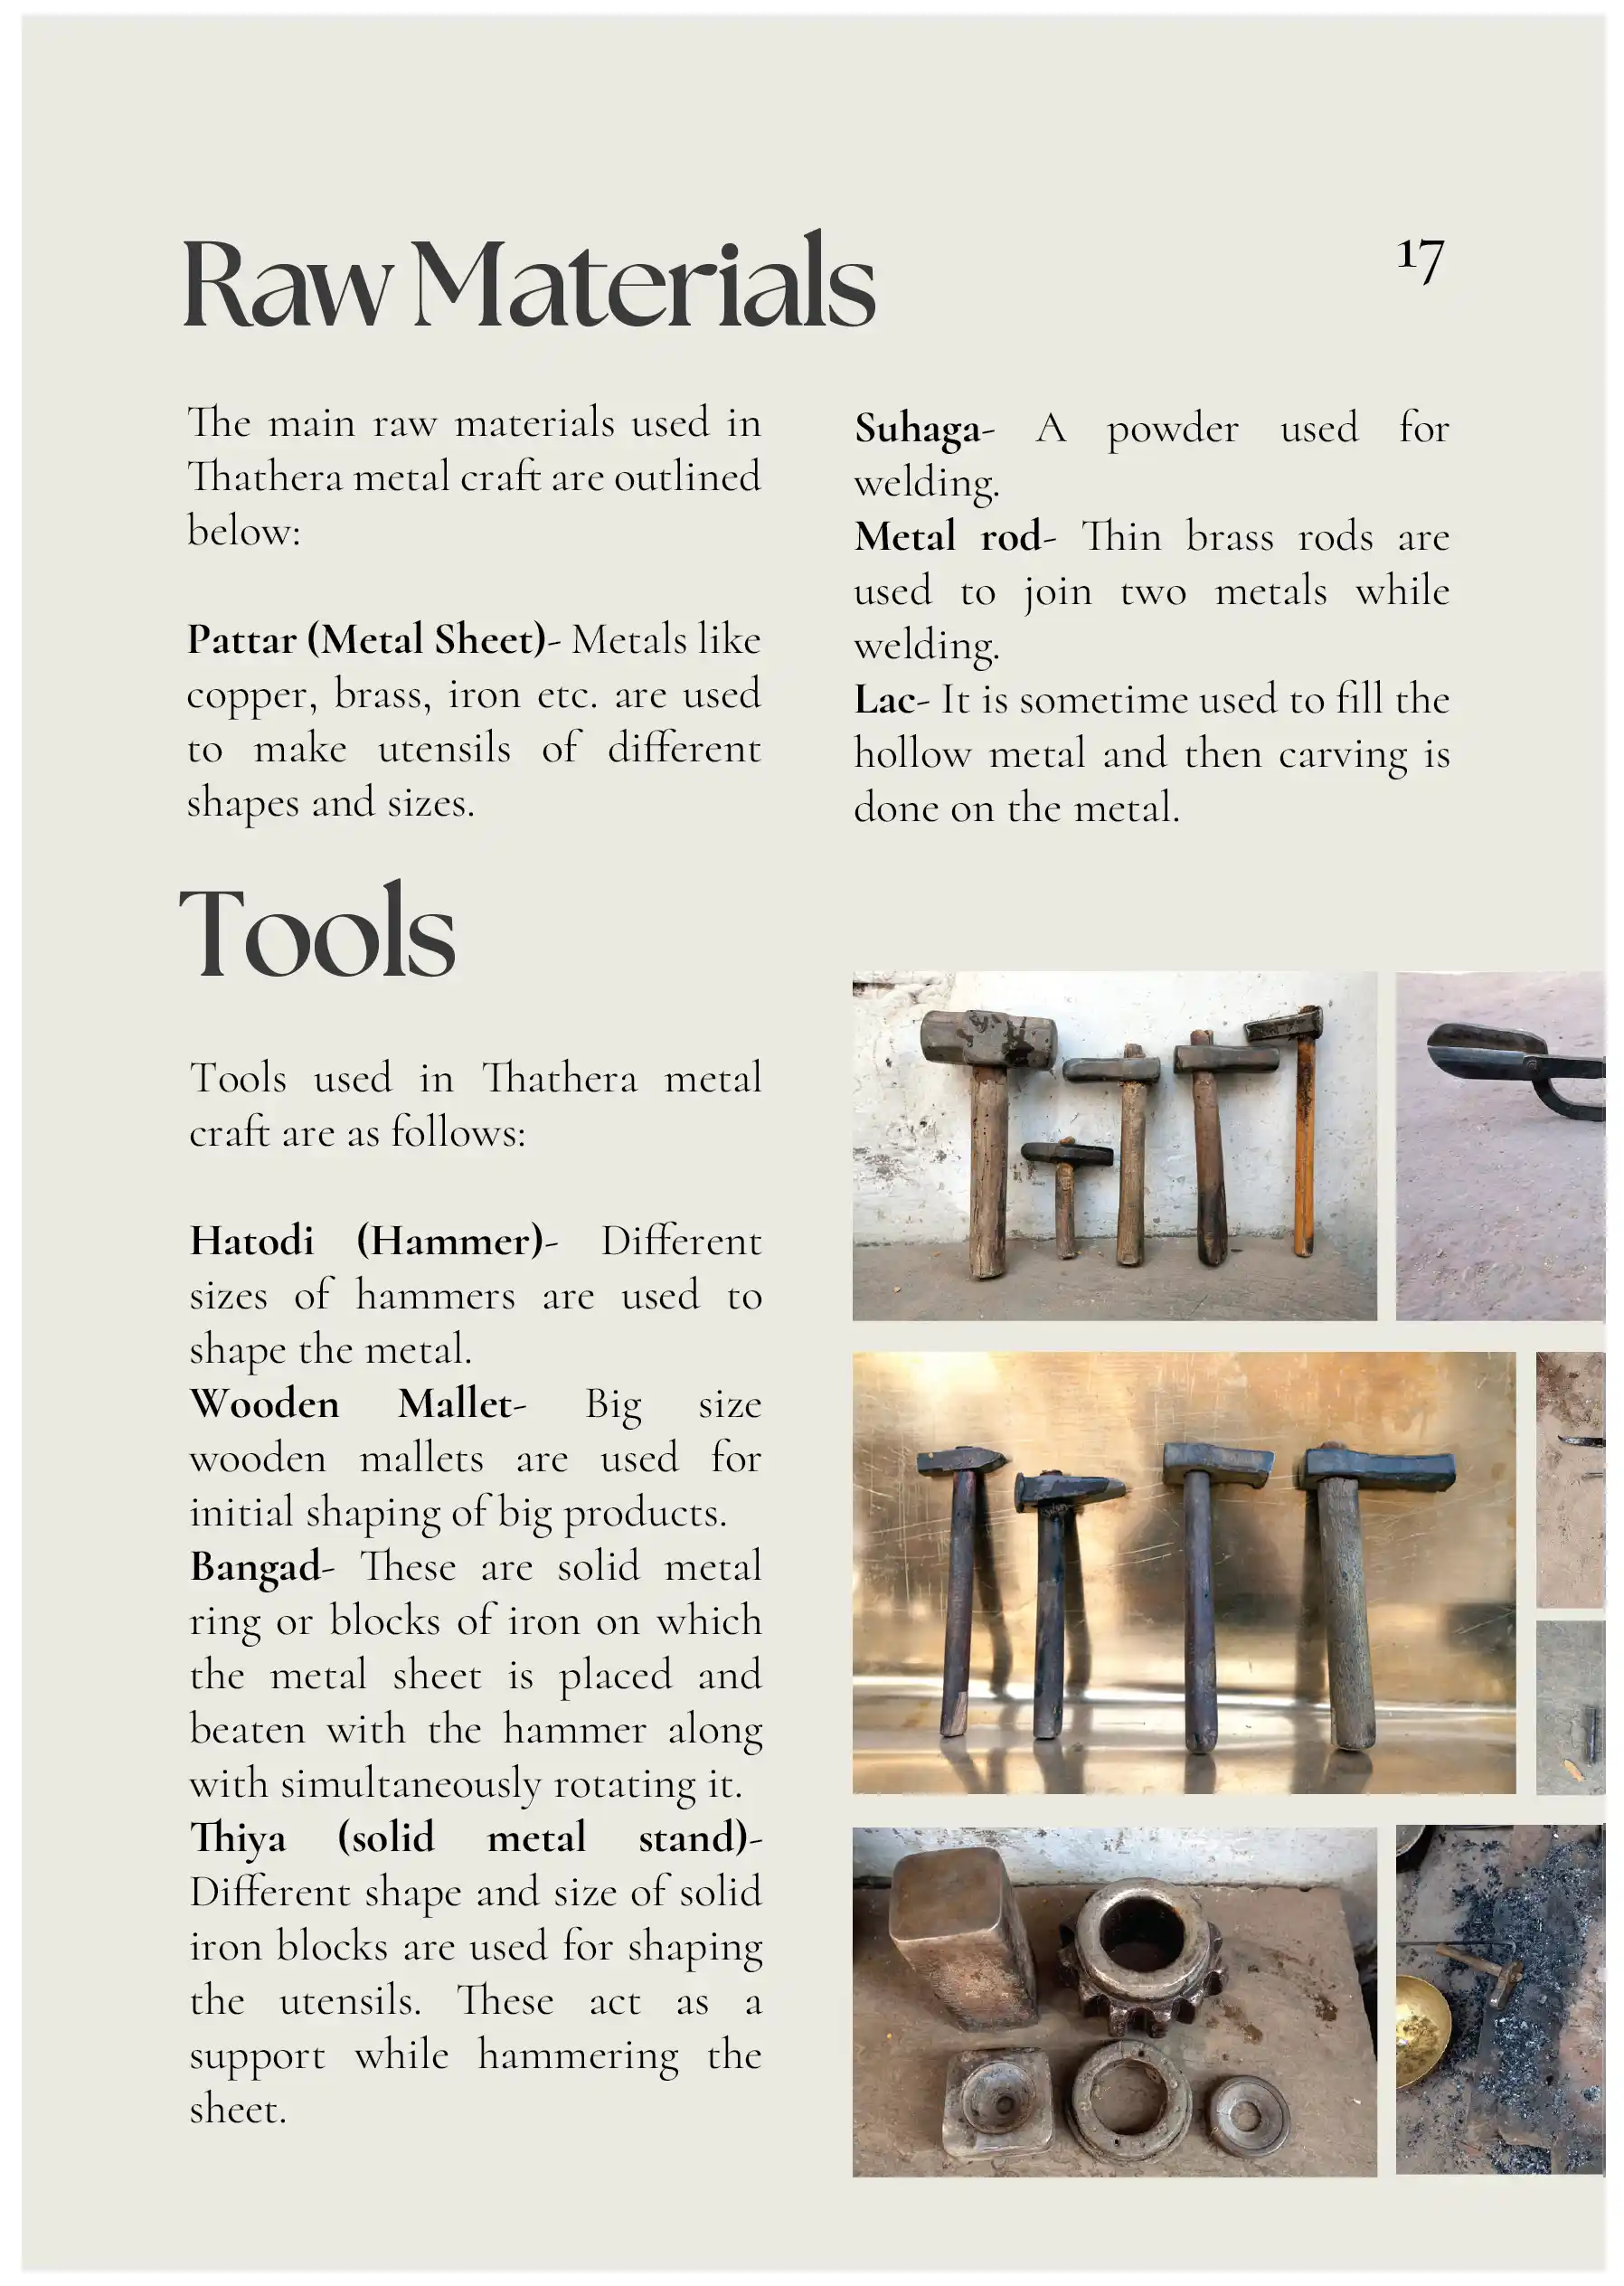 Raw Materials
17
The main raw materials used in
Thathera metal craft are outlined
below:
Pattar (Metal Sheet)- Metals like
copper, brass, iron etc. are used
to make utensils of different
shapes and sizes.
Suhaga- A powder used for
welding.
Metal rod- Thin brass rods are
used to join two metals while
welding.
Lac- It is sometime used to fill the
hollow metal and then carving is
done on the metal.
Tools
Tools used in Thathera metal
craft are as follows:
Hatodi (Hammer)- Different
sizes of hammers are used to
shape the metal.
Wooden Mallet- Big size
wooden mallets are used for
initial shaping of big products.
Bangad- These are solid metal
ring or blocks of iron on which
the metal sheet is placed and
beaten with the hammer along
with simultaneously rotating it.
Thiya (solid metal stand)-
Different shape and size of solid
iron blocks are used for shaping
the utensils. These act as a
support while hammering the
sheet.